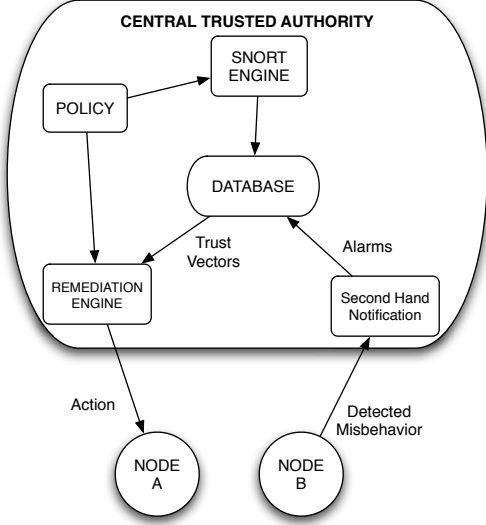 CENTRAL TRUSTED AUTHORITY
SNORT
ENGINE
POLICY
DATABASE
Trust
Vectors
Alarms
REMEDIATION
ENGINE
Second Hand
Notification
Action
Detected
Misbehavior
NODE
A
NODE
B